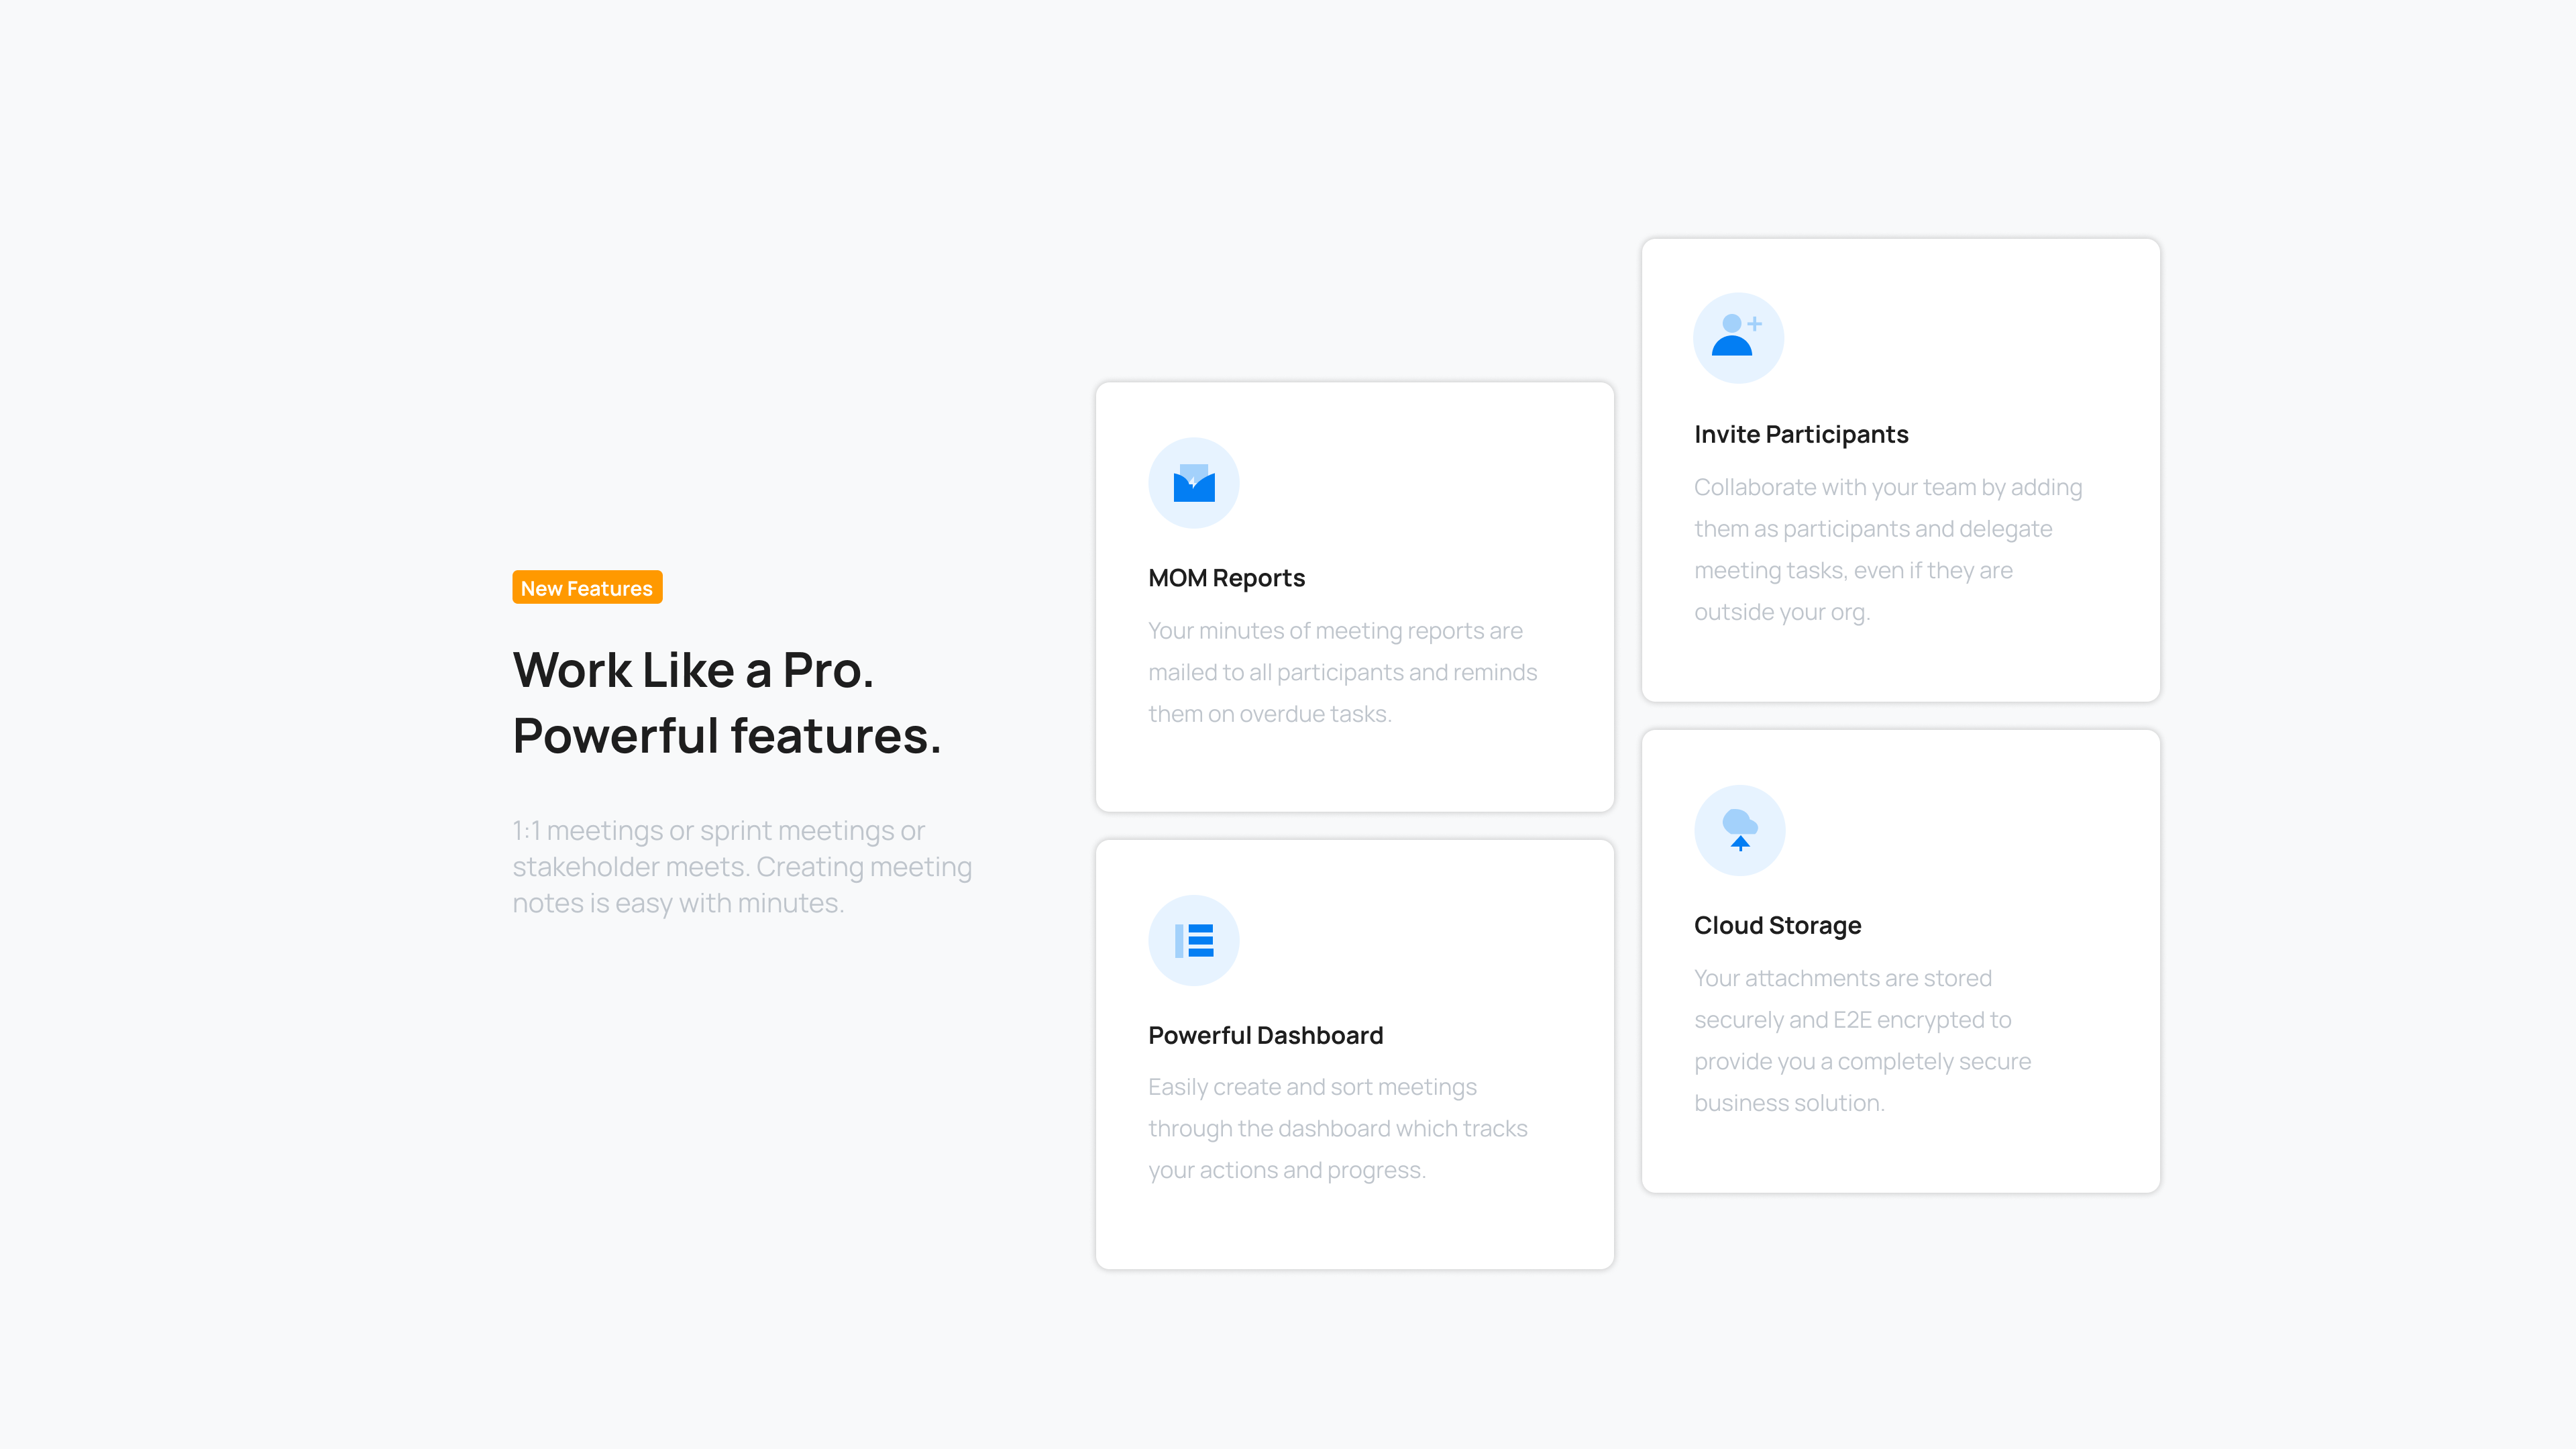 New Features
Work Like a Pro.
Powerful features.
1:1 meetings or sprint meetings or
stakeholder meets. Creating meeting
notes is easy with minutes.
MOM Reports
Your minutes of meeting reports are
mailed to all participants and reminds
them on overdue tasks.
Powerful Dashboard
Easily create and sort meetings
through the dashboard which tracks
your actions and progress.
Invite Participants
Collaborate with your team by adding
them as participants and delegate
meeting tasks, even if they are
outside your org.
Cloud Storage
Your attachments are stored
securely and E2E encrypted to
provide you a completely secure
business solution.